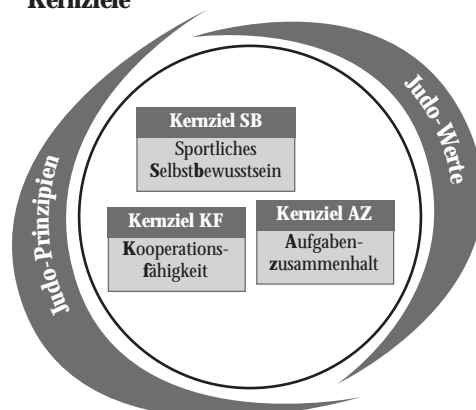 Kernziele
Judo-Werte
Judo-Prinzipien
Kernziel SB
Sportliches
Selbstbewusstsein
Kernziel KF
Kooperations-
fähigkeit
Kernziel AZ
Aufgaben-
zusammenhalt